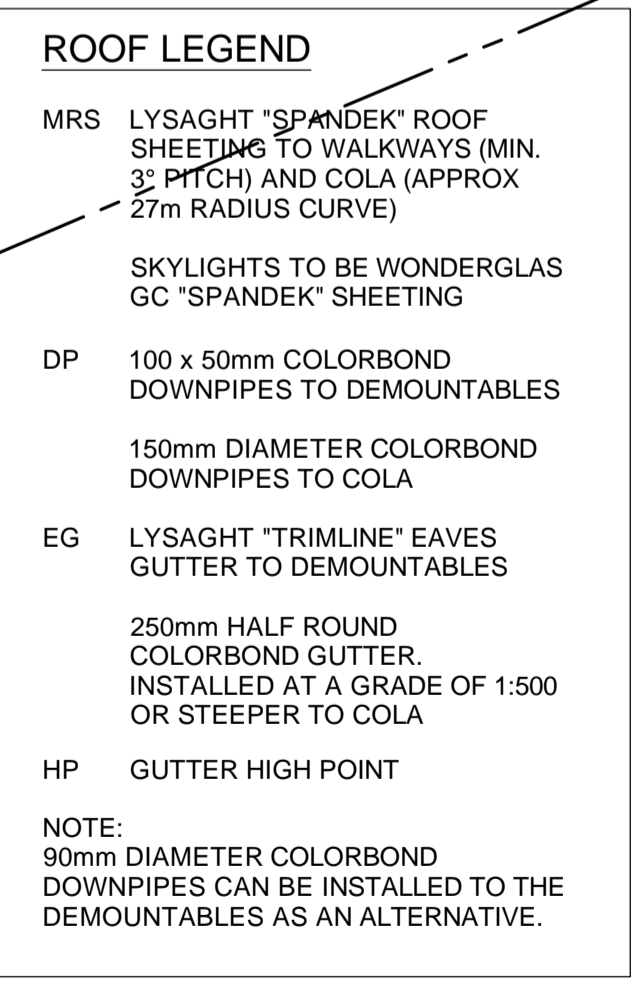 ROOF LEGEND
MRS LYSAGHT "SPANDEK" ROOF
SHEETING TO WALKWAYS (MIN.
3° PITCH) AND COLA (APPROX
27m RADIUS CURVE)
SKYLIGHTS TO BE WONDERGLAS
GC "SPANDEK" SHEETING
DP 100 x 50mm COLORBOND
DOWNPIPES TO DEMOUNTABLES
150mm DIAMETER COLORBOND
DOWNPIPES TO COLA
EG LYSAGHT "TRIMLINE" EAVES
GUTTER TO DEMOUNTABLES
250mm HALF ROUND
COLORBOND GUTTER.
INSTALLED AT A GRADE OF 1:500
OR STEEPER TO COLA
HP GUTTER HIGH POINT
NOTE:
90mm DIAMETER COLORBOND
DOWNPIPES CAN BE INSTALLED TO THE
DEMOUNTABLES AS AN ALTERNATIVE.